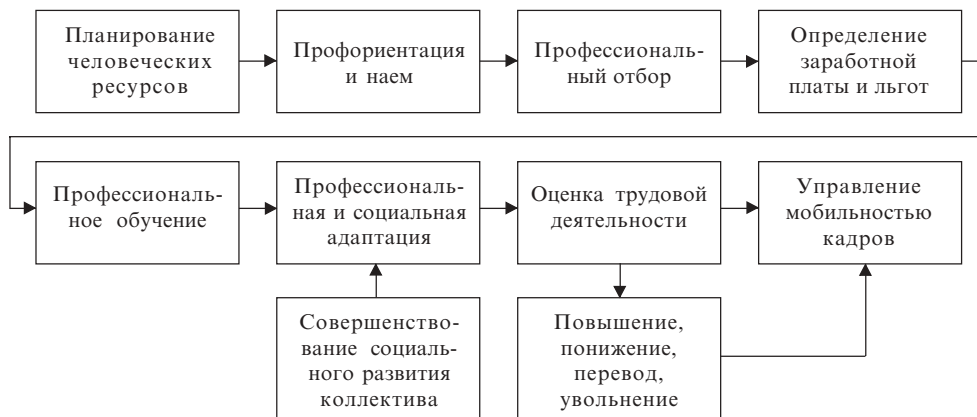 Планирование
человеческих
ресурсов
Профориентация
и наем
Профессиональ-
ный отбор
Определение
заработной
платы и льгот
Профессиональ-
ное обучение
Профессиональ-
ная и социальная
адаптация
Оценка трудовой
деятельности
Управление
мобильностью
кадров
Совершенство-
вание социаль-
ного развития
коллектива
Повышение,
понижение,
перевод,
увольнение